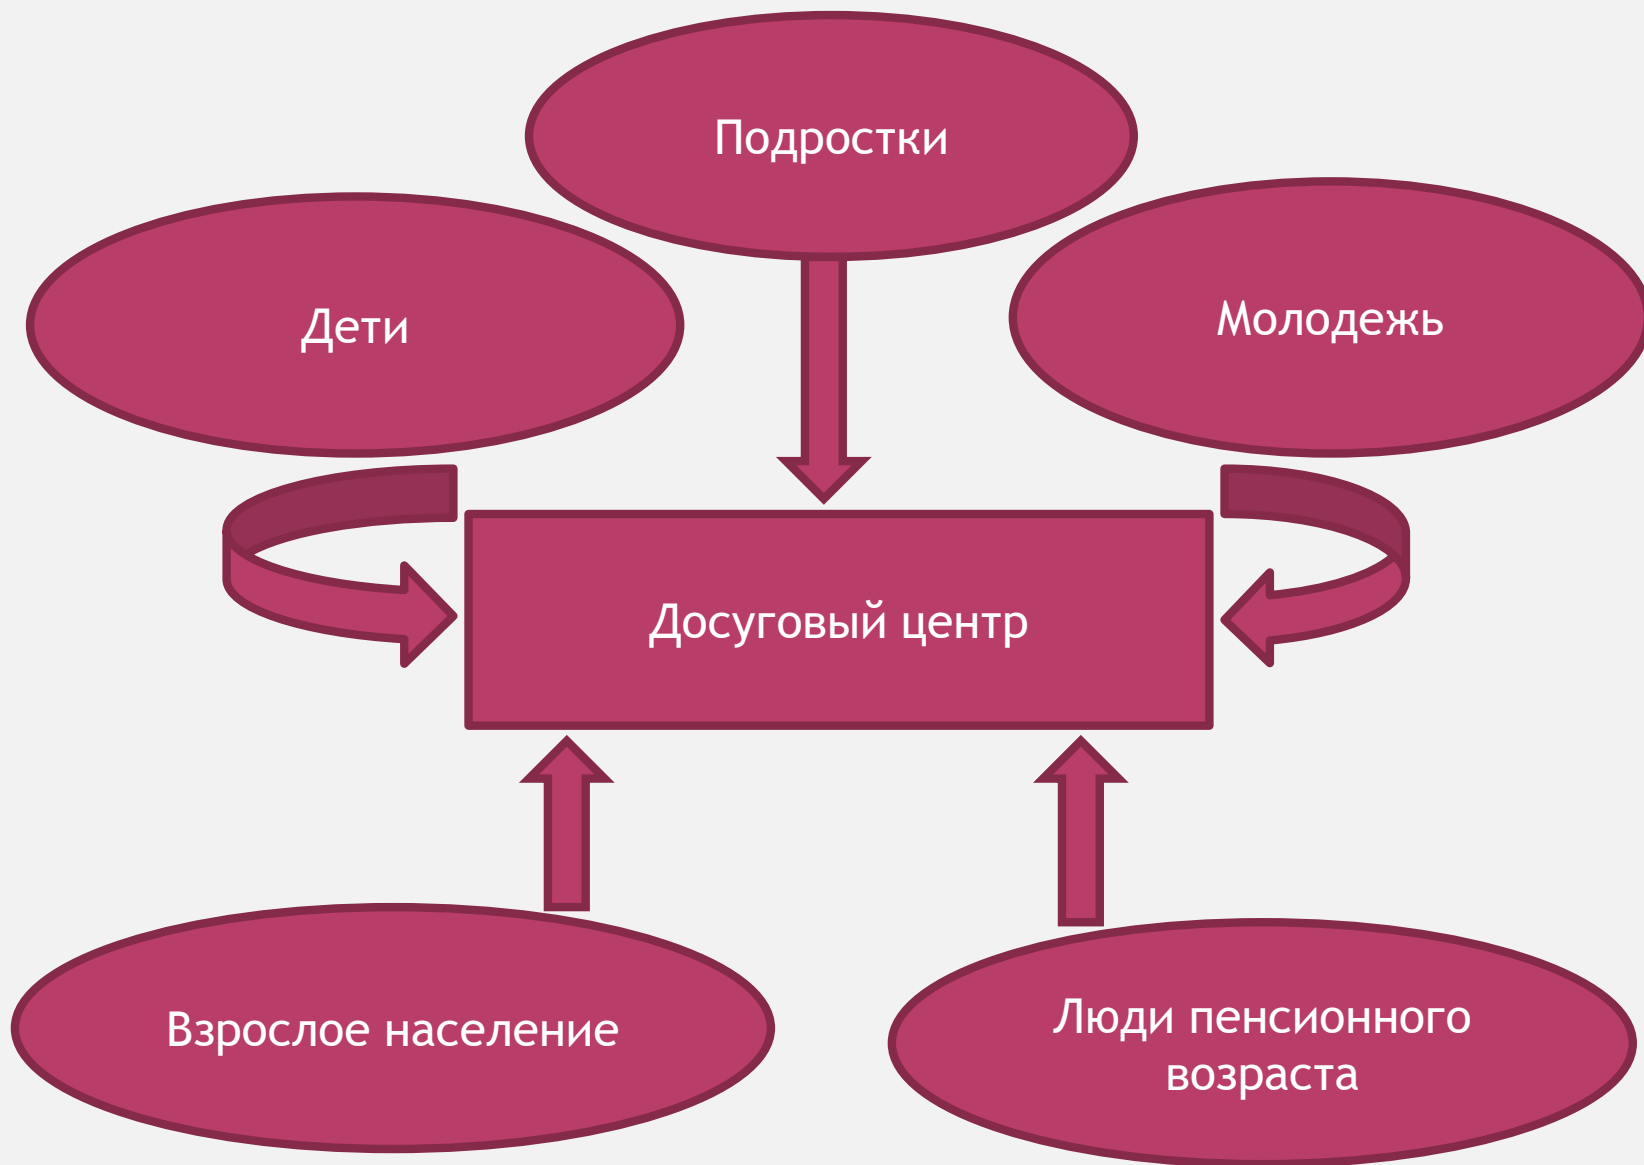 Подростки
Дети
Молодежь
Досуговый центр
Взрослое население
Люди пенсионного
возраста